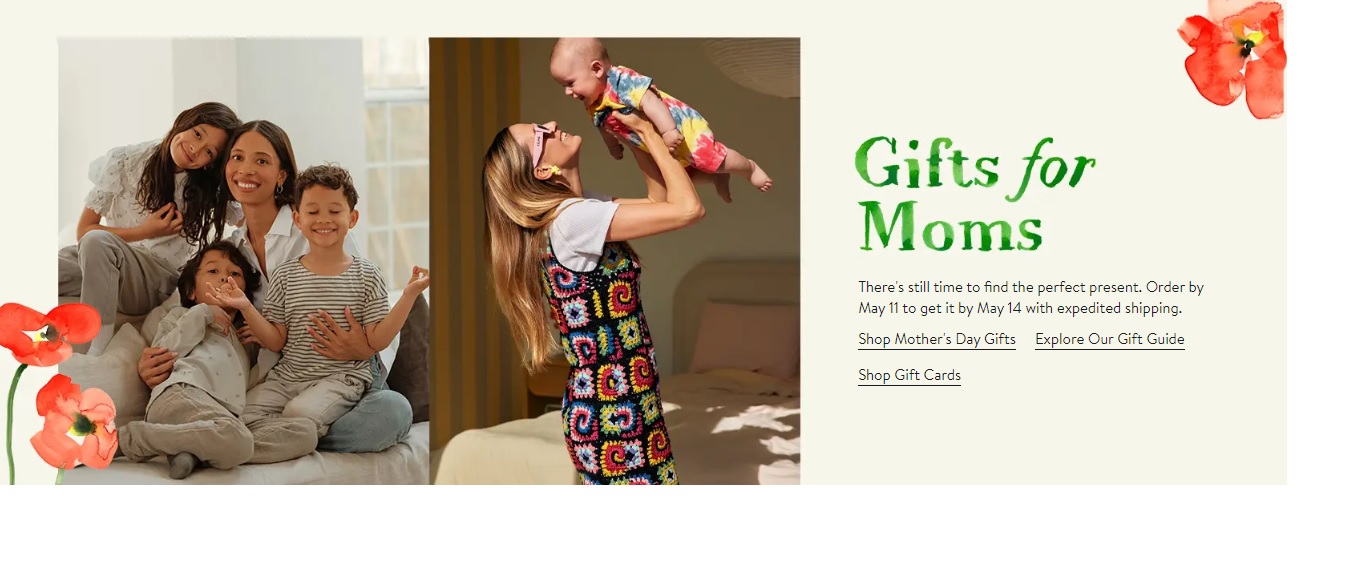 Gifts for
Moms
There's still time to find the perfect present. Order by
May 11 to get it by May 14 with expedited shipping.
Shop Mother's Day Gifts Explore Our Gift Guide
Shop Gift Cards